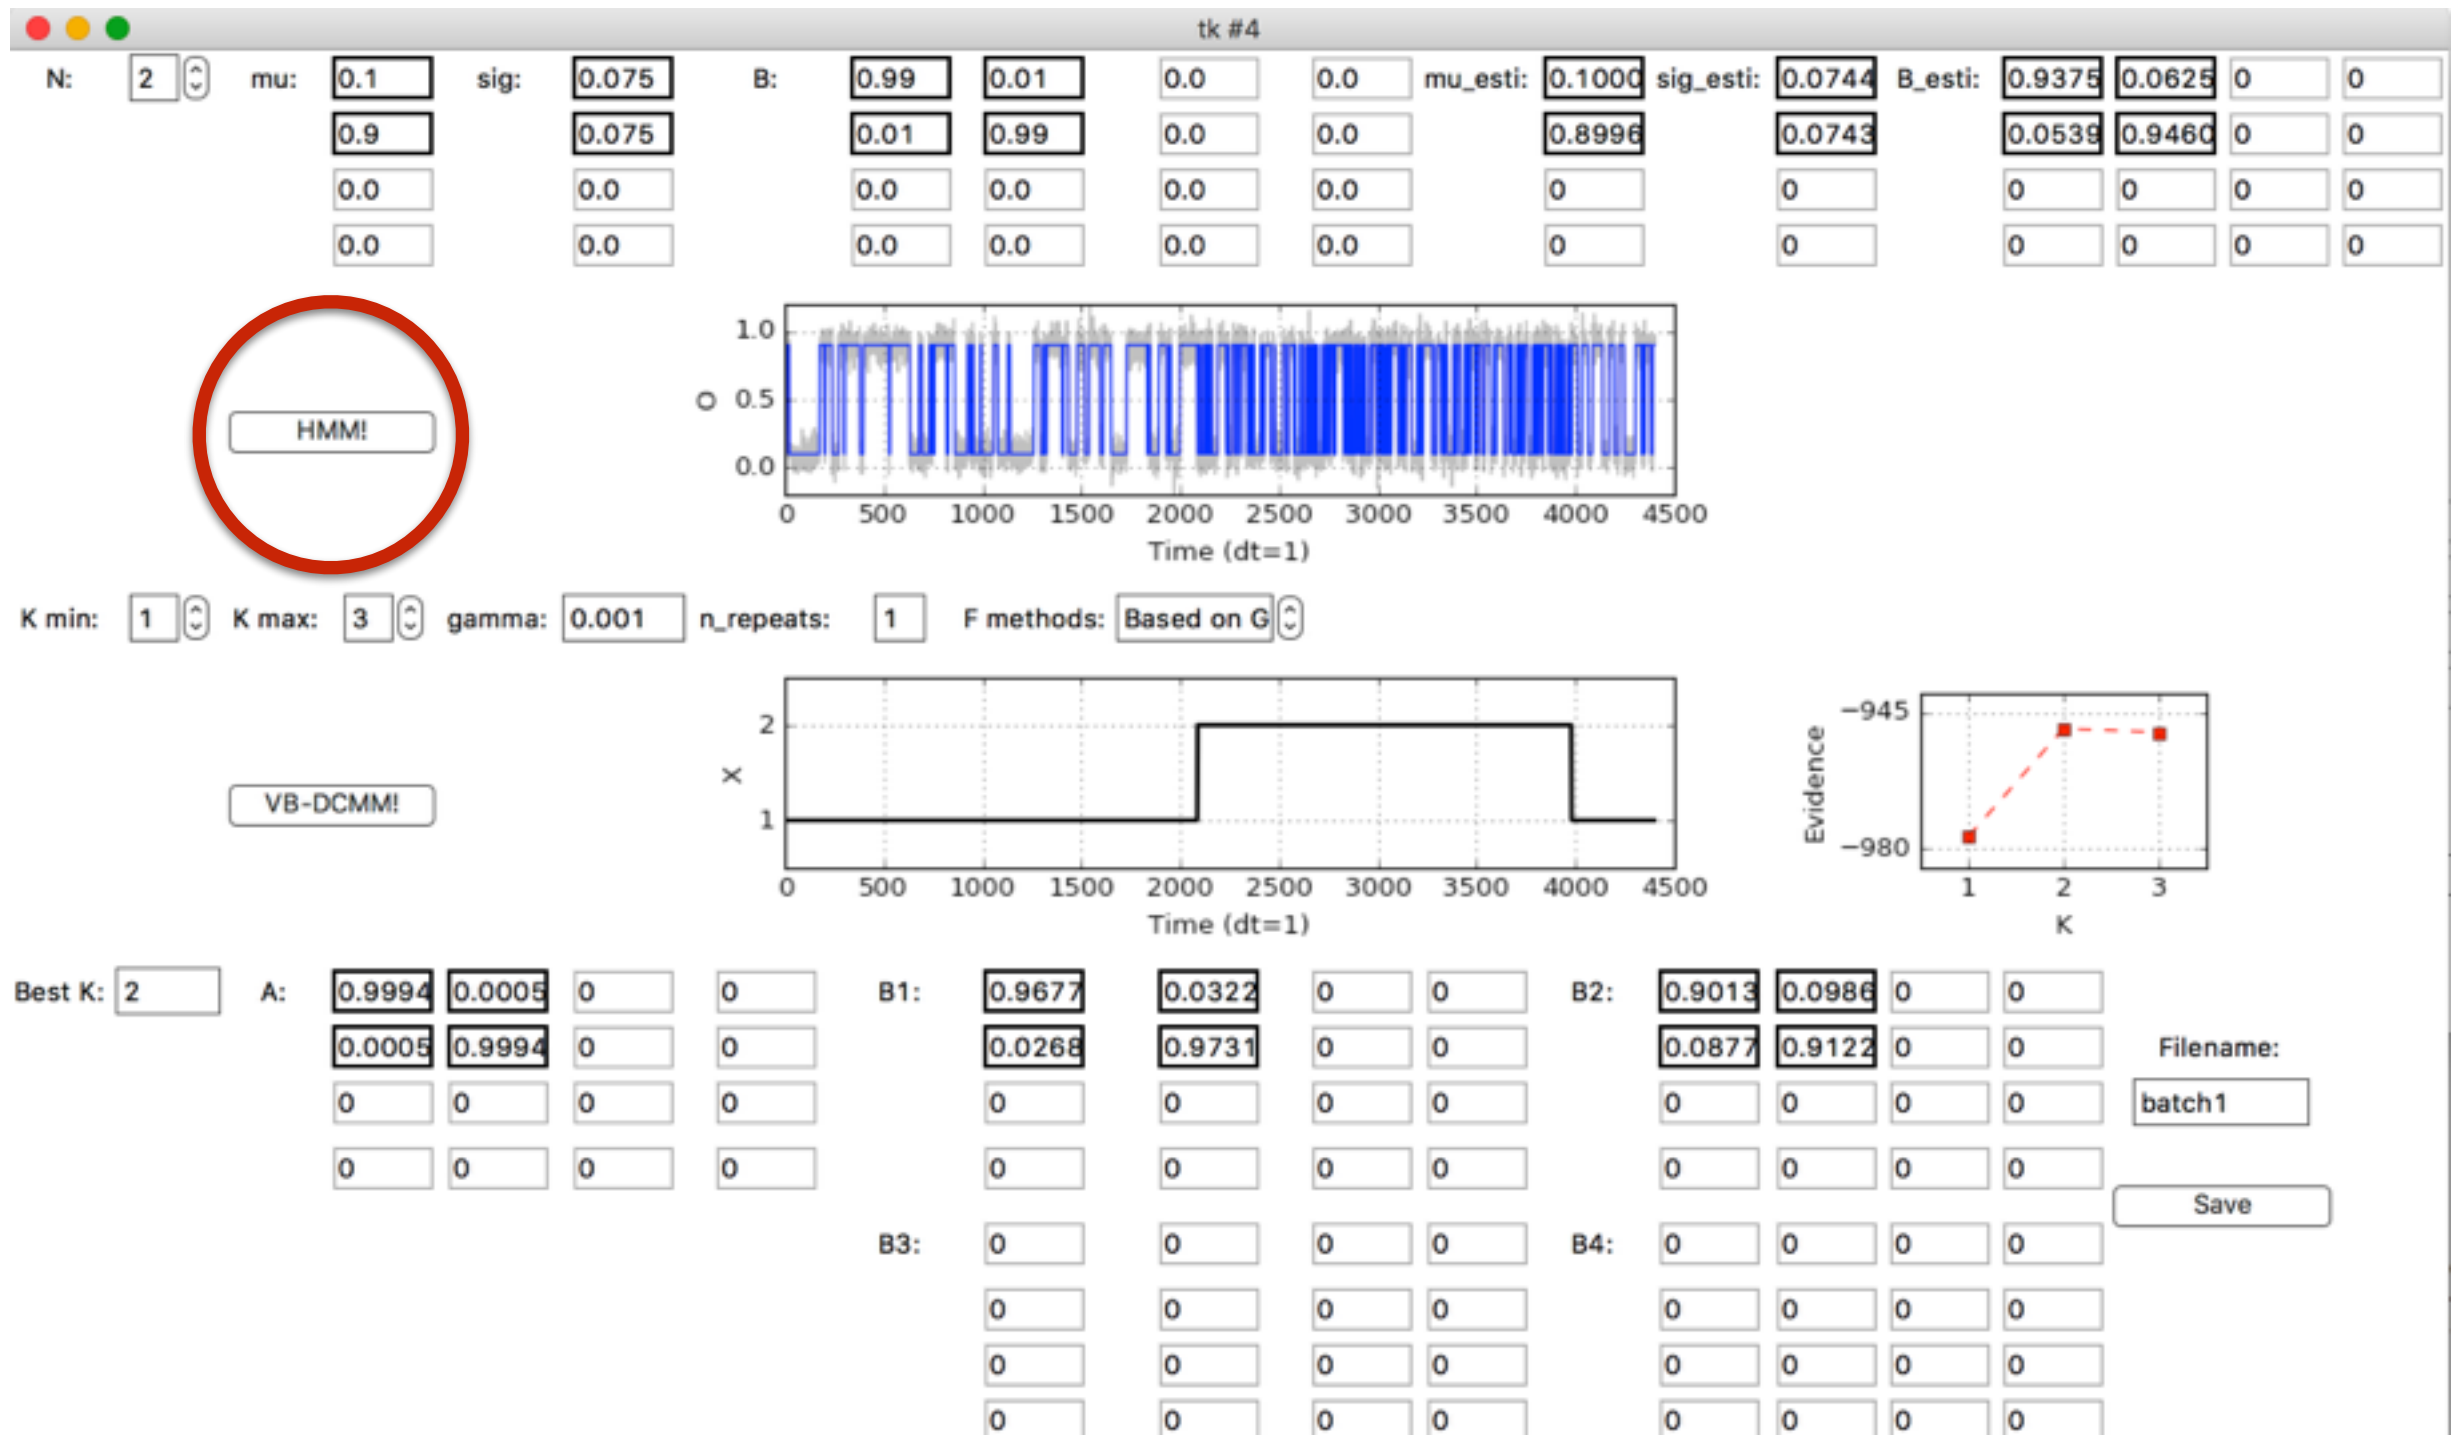 tk #4
N: 2 mu: 0.1 sig: 0.075 B: 0.99 0.01 0.0 0.0 mu_esti: 0.1000 sig_esti: 0.0744 B_esti: 0.9375 0.0625 0 0
0.9 0.075 0.01 0.99 0.0 0.0 0.8996 0.0743 0.0539 0.9460 0 0
0.0 0.0 0.0 0.0 0.0 0.0 0 0 0 0 0 0
0.0 0.0 0.0 0.0 0.0 0.0 0 0 0 0 0 0
HMM!
1.0
O 0.5
0.0
0 500 1000 1500 2000 2500 3000 3500 4000 4500
Time (dt=1)
K min: 1 K max: 3 gamma: 0.001 n_repeats: 1 F methods: Based on G
VB-DCMM!
2
X
1
0 500 1000 1500 2000 2500 3000 3500 4000 4500
Time (dt=1)
−945
Evidence
−980
1 2 3
K
Best K: 2 A: 0.9994 0.0005 0 0 B1: 0.9677 0.0322 0 0 B2: 0.9013 0.0986 0 0
0.0005 0.9994 0 0 0.0268 0.9731 0 0 0.0877 0.9122 0 0 Filename:
0 0 0 0 0 0 0 0 0 0 0 0 batch1
0 0 0 0 0 0 0 0 0 0 0 0
Save
B3: 0 0 0 0 B4: 0 0 0 0
0 0 0 0 0 0 0 0
0 0 0 0 0 0 0 0
0 0 0 0 0 0 0 0